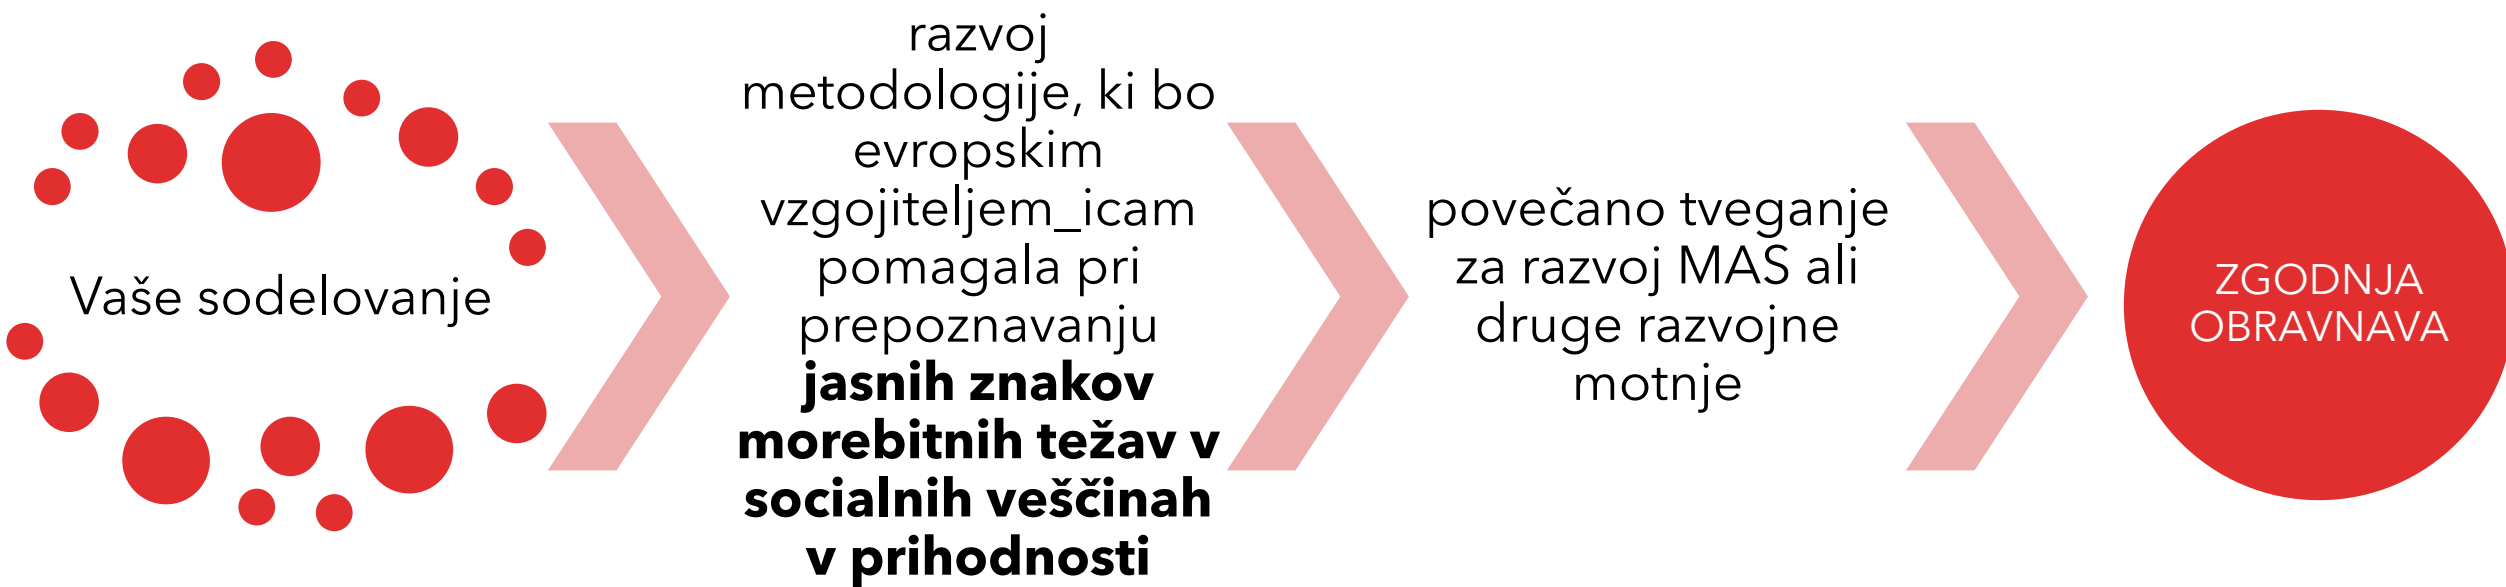 Vaše sodelovanje
razvoj
metodologije, ki bo
evropskim
vzgojiteljem_icam
pomagala pri
prepoznavanju
jasnih znakov
morebitnih težav v
socialnih veščinah
v prihodnosti
povečano tveganje
za razvoj MAS ali
druge razvojne
motnje
ZGODNJA
OBRAVNAVA